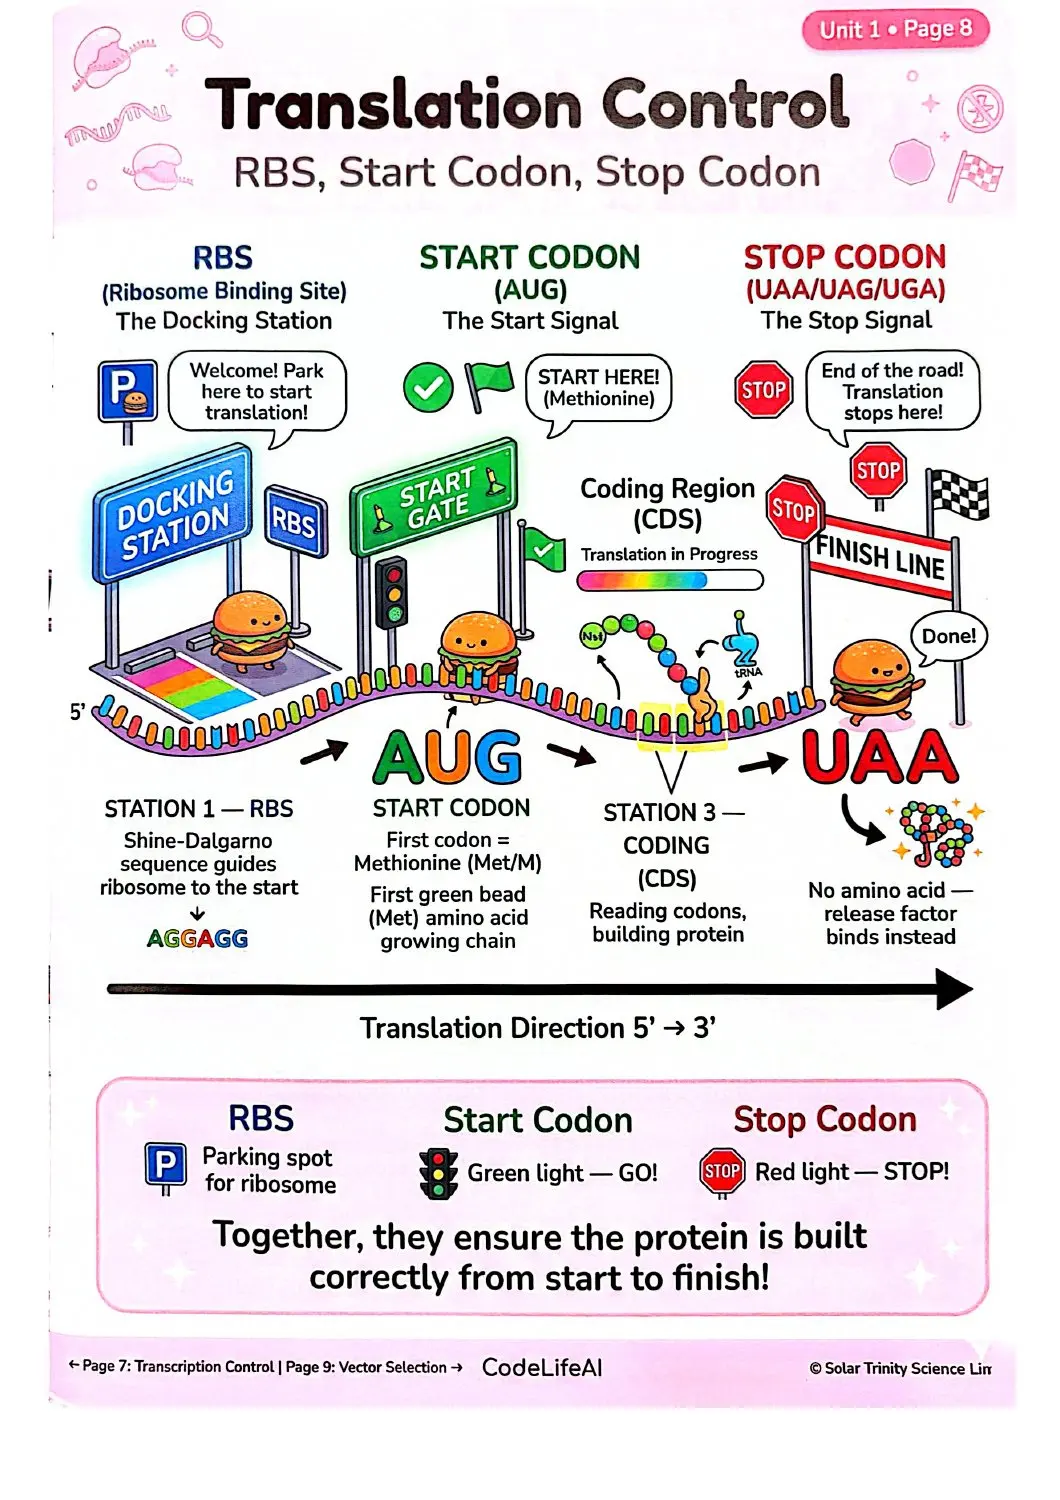 Unit 1 • Page 8
Translation Control
RBS, Start Codon, Stop Codon
RBS
(Ribosome Binding Site)
The Docking Station
START CODON
(AUG)
The Start Signal
STOP CODON
(UAA/UAG/UGA)
The Stop Signal
P
Welcome! Park
here to start
translation!
START HERE!
(Methionine)
STOP
End of the road!
Translation
stops here!
DOCKING
STATION
RBS
START
GATE
Coding Region
(CDS)
Translation in Progress
STOP
STOP
FINISH LINE
Done!
tRNA
5’
AUG
UAA
STATION 1 — RBS
Shine-Dalgarno
sequence guides
ribosome to the start
↓
AGGAGG
START CODON
First codon =
Methionine (Met/M)
First green bead
(Met) amino acid
growing chain
STATION 3 —
CODING
(CDS)
Reading codons,
building protein
No amino acid —
release factor
binds instead
Translation Direction 5’ → 3’
RBS
P
Parking spot
for ribosome
Start Codon
Green light — GO!
Stop Codon
STOP
Red light — STOP!
Together, they ensure the protein is built
correctly from start to finish!
← Page 7: Transcription Control | Page 9: Vector Selection →
CodeLifeAI
© Solar Trinity Science